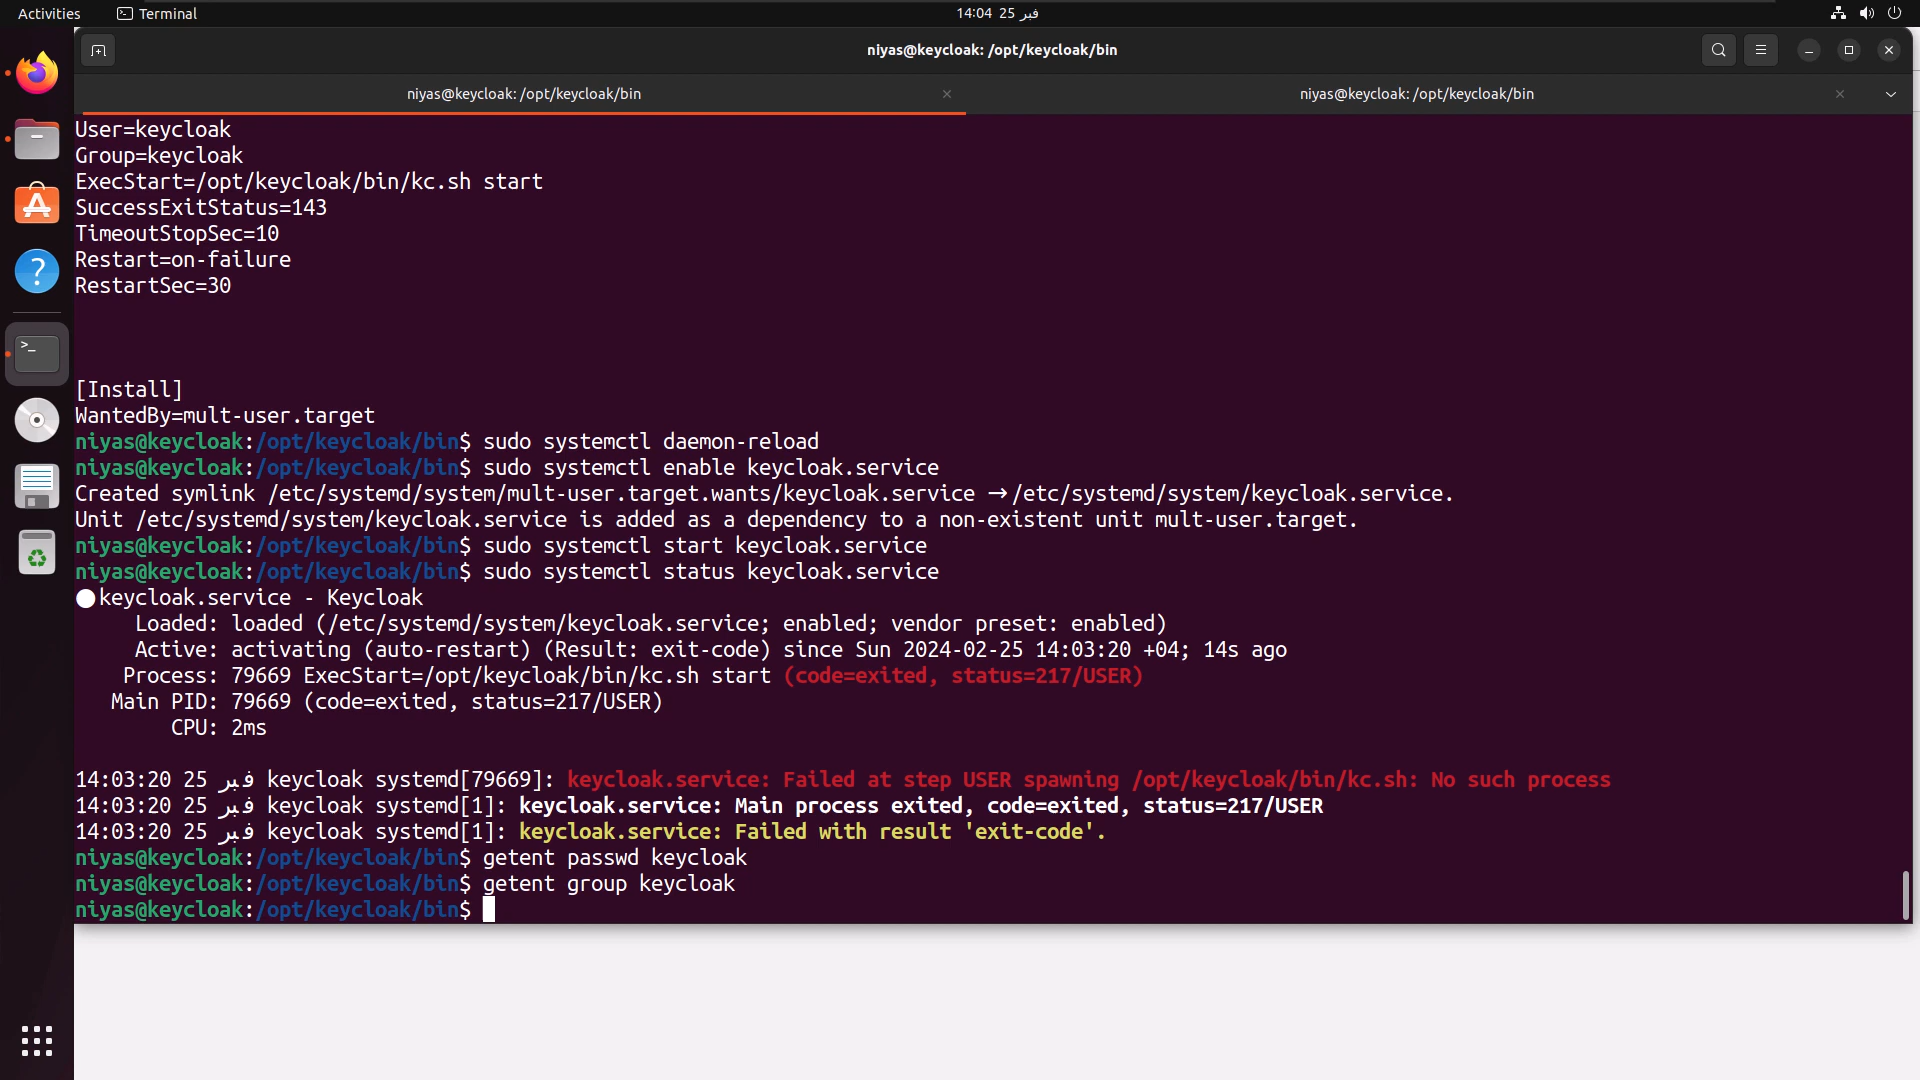 Activities
Terminal
14:04 25 فبر
niyas@keycloak: /opt/keycloak/bin
niyas@keycloak: /opt/keycloak/bin
niyas@keycloak: /opt/keycloak/bin
User=keycloak
Group=keycloak
ExecStart=/opt/keycloak/bin/kc.sh start
SuccessExitStatus=143
TimeoutStopSec=10
Restart=on-failure
RestartSec=30
[Install]
WantedBy=mult-user.target
niyas@keycloak:/opt/keycloak/bin$ sudo systemctl daemon-reload
niyas@keycloak:/opt/keycloak/bin$ sudo systemctl enable keycloak.service
Created symlink /etc/systemd/system/mult-user.target.wants/keycloak.service → /etc/systemd/system/keycloak.service.
Unit /etc/systemd/system/keycloak.service is added as a dependency to a non-existent unit mult-user.target.
niyas@keycloak:/opt/keycloak/bin$ sudo systemctl start keycloak.service
niyas@keycloak:/opt/keycloak/bin$ sudo systemctl status keycloak.service
● keycloak.service - Keycloak
Loaded: loaded (/etc/systemd/system/keycloak.service; enabled; vendor preset: enabled)
Active: activating (auto-restart) (Result: exit-code) since Sun 2024-02-25 14:03:20 +04; 14s ago
Process: 79669 ExecStart=/opt/keycloak/bin/kc.sh start (code=exited, status=217/USER)
Main PID: 79669 (code=exited, status=217/USER)
CPU: 2ms
14:03:20 25 فبر keycloak systemd[79669]: keycloak.service: Failed at step USER spawning /opt/keycloak/bin/kc.sh: No such process
14:03:20 25 فبر keycloak systemd[1]: keycloak.service: Main process exited, code=exited, status=217/USER
14:03:20 25 فبر keycloak systemd[1]: keycloak.service: Failed with result 'exit-code'.
niyas@keycloak:/opt/keycloak/bin$ getent passwd keycloak
niyas@keycloak:/opt/keycloak/bin$ getent group keycloak
niyas@keycloak:/opt/keycloak/bin$